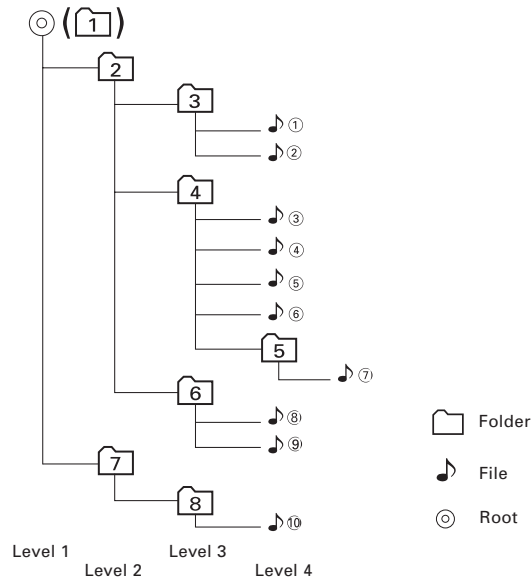 (1)
2
3
①
②
4
③
④
⑤
⑥
5
⑦
6
⑧
⑨
7
8
⑩
Folder
File
Root
Level 1
Level 2
Level 3
Level 4